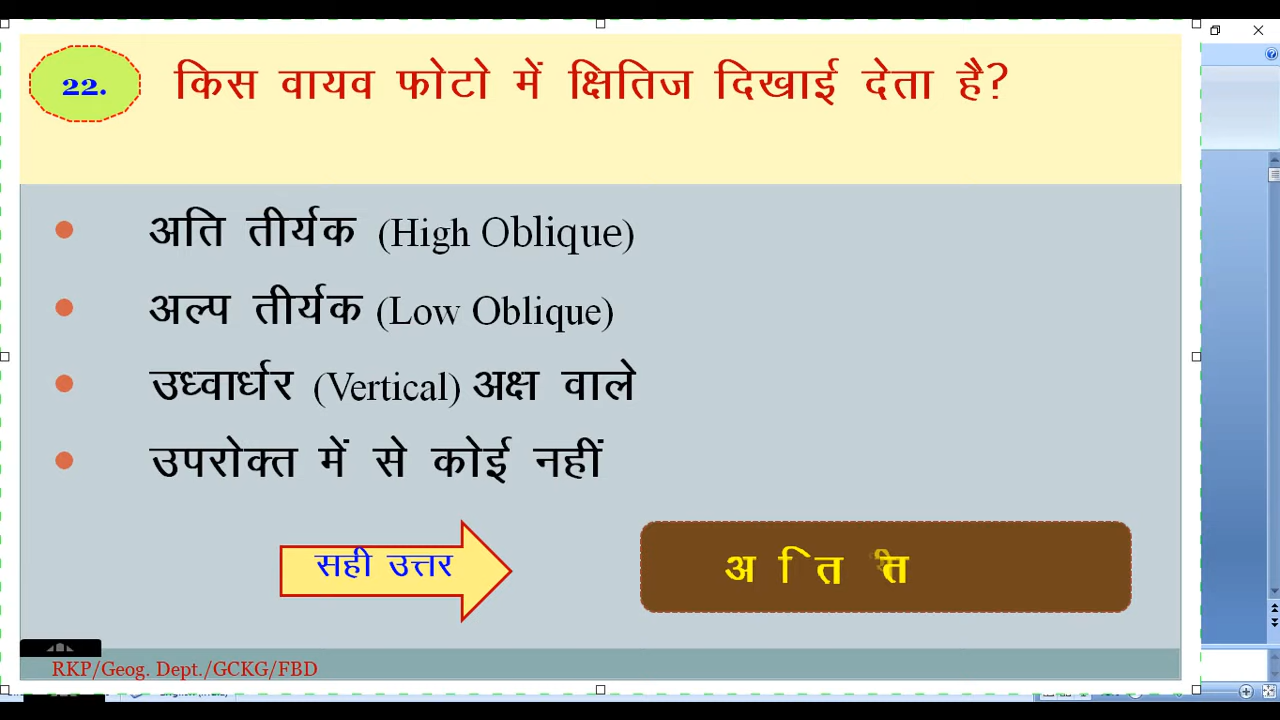 22. किस वायव फोटो में क्षितिज दिखाई देता है?
अति तीर्यक (High Oblique)
अल्प तीर्यक (Low Oblique)
उध्वार्धर (Vertical) अक्ष वाले
उपरोक्त में से कोई नहीं
सही उत्तर
RKP/Geog. Dept./GCKG/FBD